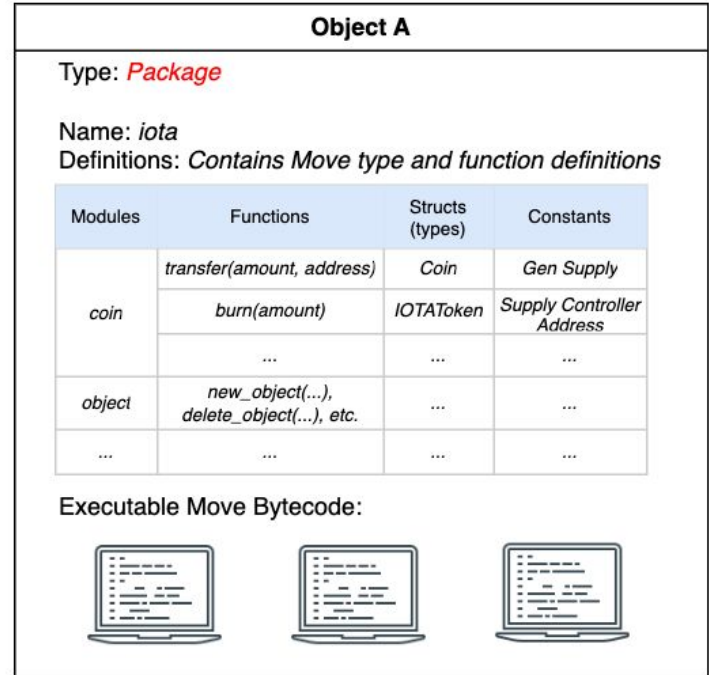 Object A
Type: Package
Name: iota
Definitions: Contains Move type and function definitions
Modules
Functions
Structs
(types)
Constants
coin
transfer(amount, address)
Coin
Gen Supply
burn(amount)
IOTAToken
Supply Controller
Address
...
...
...
object
new_object(...),
delete_object(...), etc.
...
...
...
...
...
...
Executable Move Bytecode: